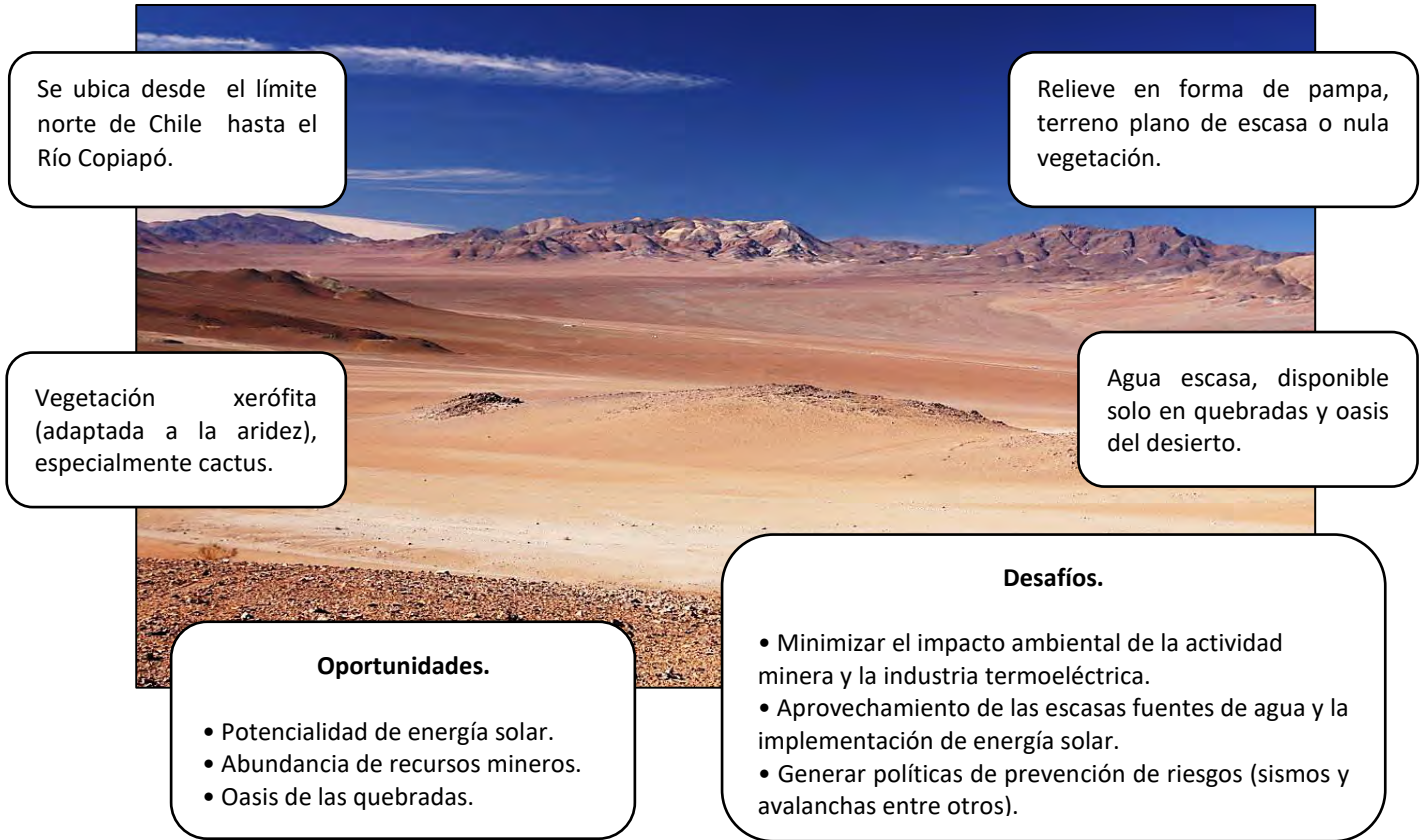 Se ubica desde el límite
norte de Chile hasta el
Río Copiapó.
Relieve en forma de pampa,
terreno plano de escasa o nula
vegetación.
Vegetación xerófita
(adaptada a la aridez),
especialmente cactus.
Agua escasa, disponible
solo en quebradas y oasis
del desierto.
Oportunidades.
• Potencialidad de energía solar.
• Abundancia de recursos mineros.
• Oasis de las quebradas.
Desafíos.
• Minimizar el impacto ambiental de la actividad
minera y la industria termoeléctrica.
• Aprovechamiento de las escasas fuentes de agua y la
implementación de energía solar.
• Generar políticas de prevención de riesgos (sismos y
avalanchas entre otros).